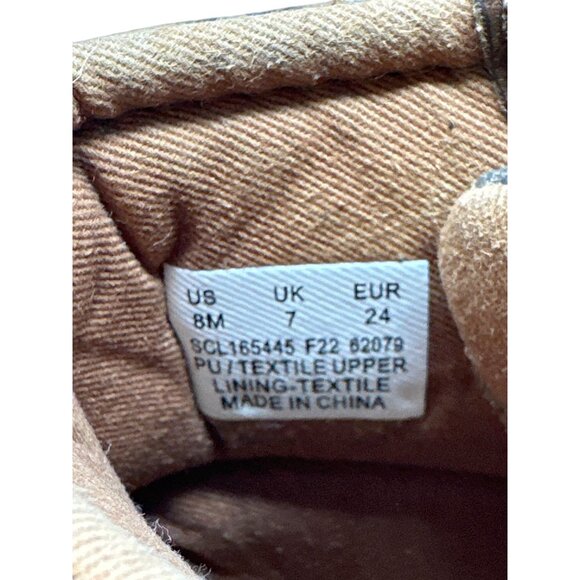 US UK EUR
8M 7 24
SCL165445 F22 62079
PU/TEXTILE UPPER
LINING-TEXTILE
MADE IN CHINA